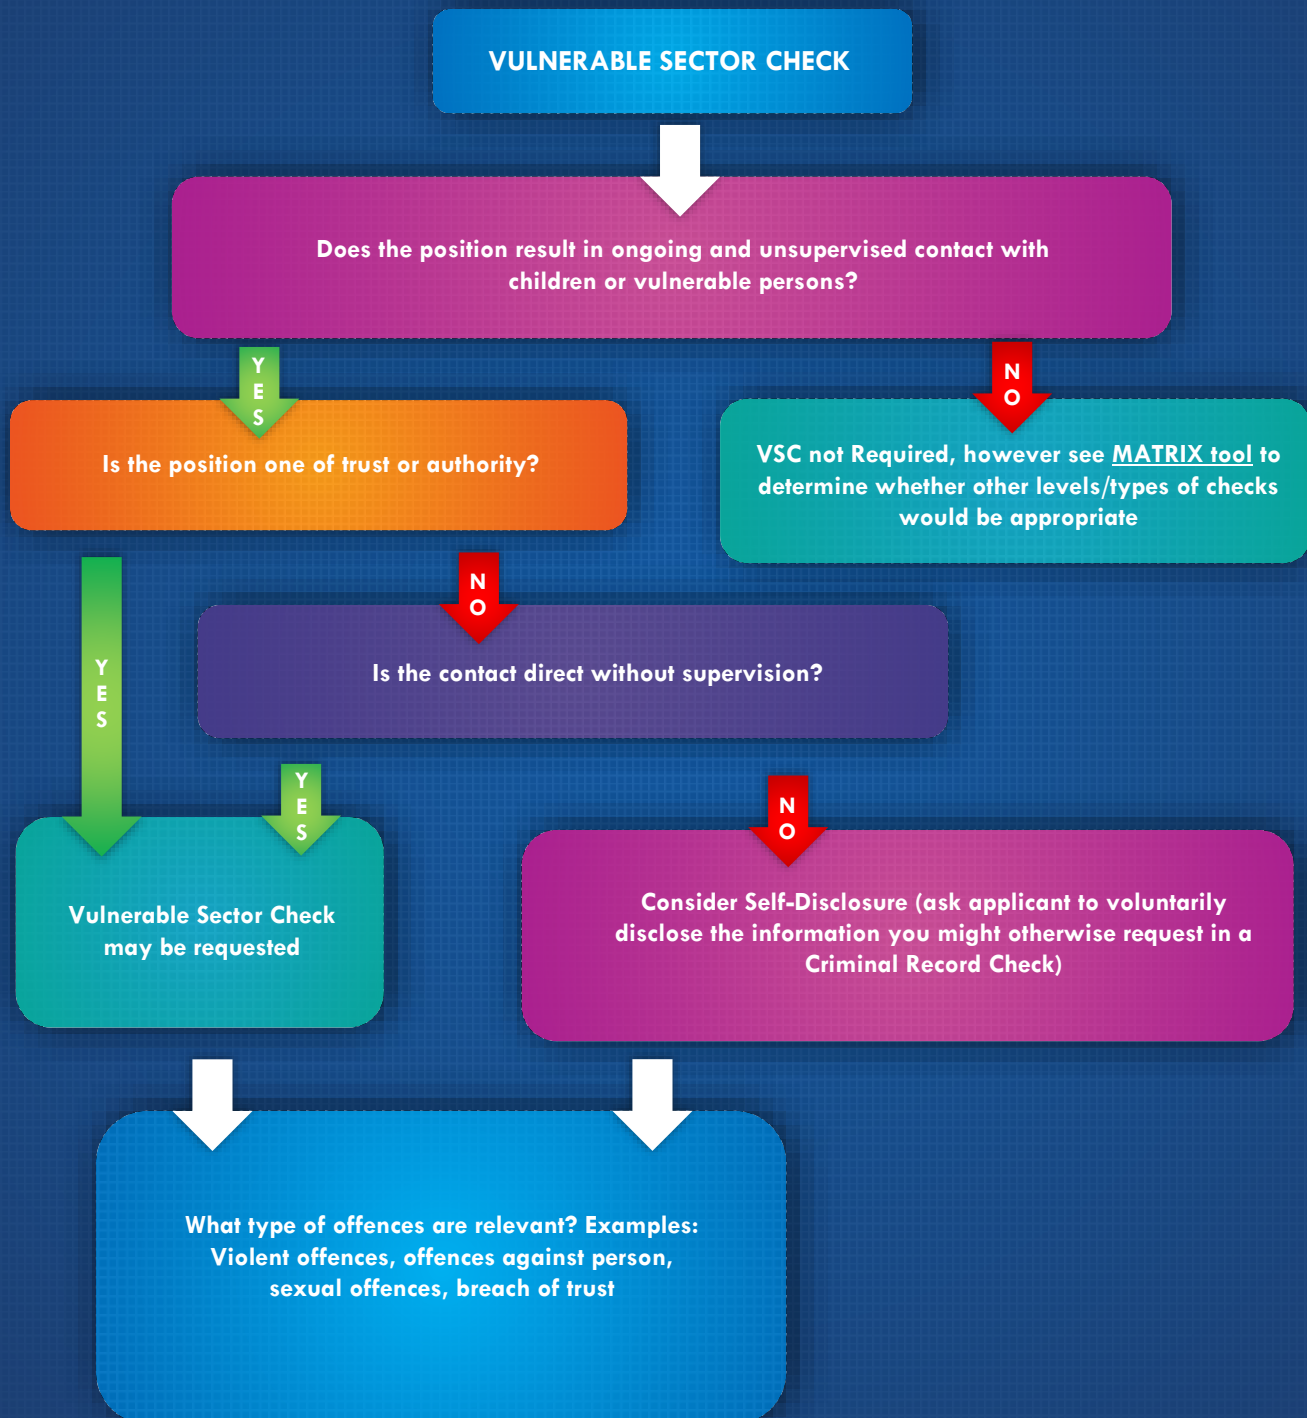 VULNERABLE SECTOR CHECK
Does the position result in ongoing and unsupervised contact with
children or vulnerable persons?
Y
E
S
N
O
Is the position one of trust or authority?
VSC not Required, however see MATRIX tool to
determine whether other levels/types of checks
would be appropriate
N
O
Y
E
S
Is the contact direct without supervision?
Y
E
S
N
O
Vulnerable Sector Check
may be requested
Consider Self-Disclosure (ask applicant to voluntarily
disclose the information you might otherwise request in a
Criminal Record Check)
What type of offences are relevant? Examples:
Violent offences, offences against person,
sexual offences, breach of trust